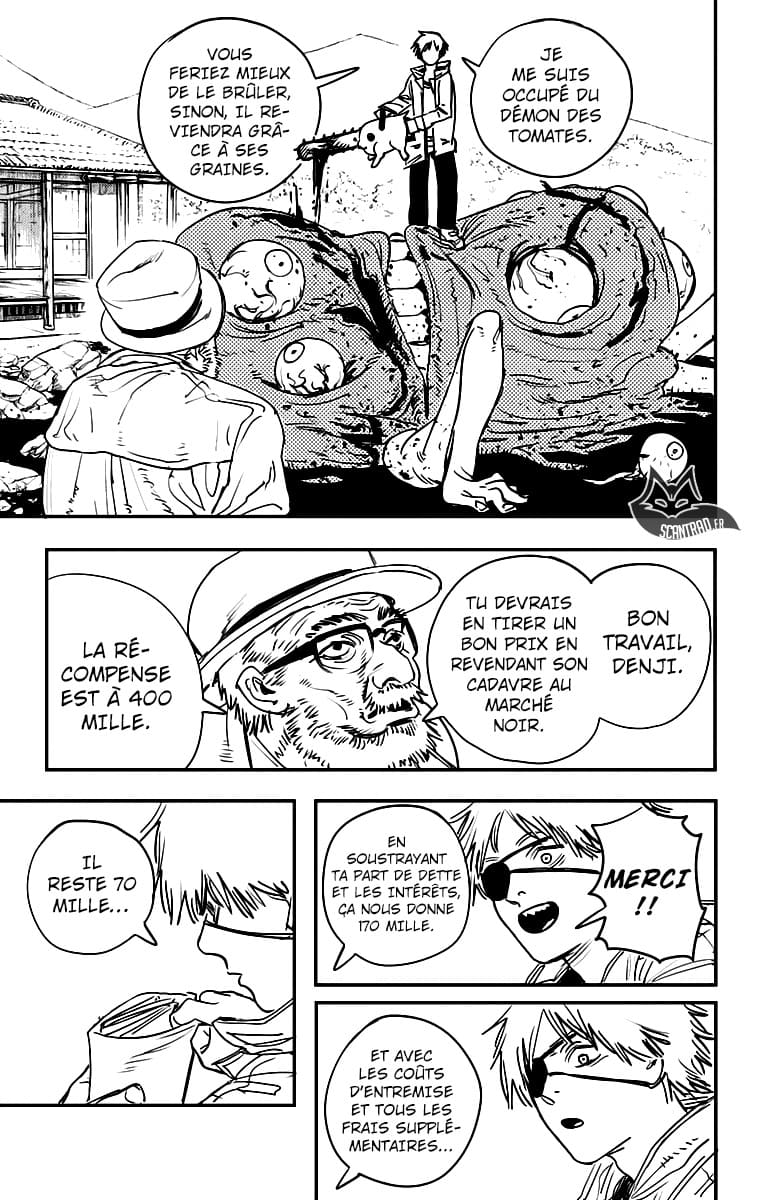 JE
ME SUIS
OCCUPÉ DU
DÉMON DES
TOMATES.
VOUS
FERIEZ MIEUX
DE LE BRÛLER,
SINON, IL RE-
VIENDRA GRÂ-
CE À SES
GRAINES.
SCANTRAD.FR
BON
TRAVAIL,
DENJI.
TU DEVRAIS
EN TIRER UN
BON PRIX EN
REVENDANT SON
CADAVRE AU
MARCHÉ
NOIR.
LA RÉ-
COMPENSE
EST À 400
MILLE.
MERCI
!!
EN
SOUSTRAYANT
TA PART DE DETTE
ET LES INTÉRÊTS,
ÇA NOUS DONNE
170 MILLE.
ET AVEC
LES COÛTS
D'ENTREMISE
ET TOUS LES
FRAIS SUPPLÉ-
MENTAIRES...
IL
RESTE 70
MILLE...